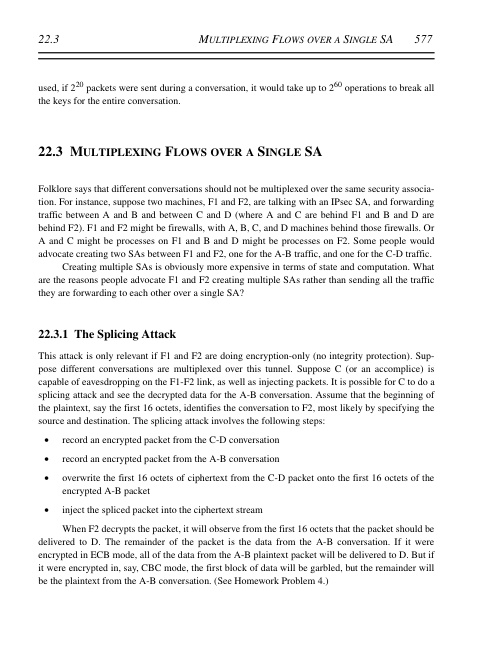 22.3 MULTIPLEXING FLOWS OVER A SINGLE SA 577
used, if 2^20 packets were sent during a conversation, it would take up to 2^60 operations to break all
the keys for the entire conversation.
22.3 MULTIPLEXING FLOWS OVER A SINGLE SA
Folklore says that different conversations should not be multiplexed over the same security associa-
tion. For instance, suppose two machines, F1 and F2, are talking with an IPsec SA, and forwarding
traffic between A and B and between C and D (where A and C are behind F1 and B and D are
behind F2). F1 and F2 might be firewalls, with A, B, C, and D machines behind those firewalls. Or
A and C might be processes on F1 and B and D might be processes on F2. Some people would
advocate creating two SAs between F1 and F2, one for the A-B traffic, and one for the C-D traffic.
Creating multiple SAs is obviously more expensive in terms of state and computation. What
are the reasons people advocate F1 and F2 creating multiple SAs rather than sending all the traffic
they are forwarding to each other over a single SA?
22.3.1 The Splicing Attack
This attack is only relevant if F1 and F2 are doing encryption-only (no integrity protection). Sup-
pose different conversations are multiplexed over this tunnel. Suppose C (or an accomplice) is
capable of eavesdropping on the F1-F2 link, as well as injecting packets. It is possible for C to do a
splicing attack and see the decrypted data for the A-B conversation. Assume that the beginning of
the plaintext, say the first 16 octets, identifies the conversation to F2, most likely by specifying the
source and destination. The splicing attack involves the following steps:
• record an encrypted packet from the C-D conversation
• record an encrypted packet from the A-B conversation
• overwrite the first 16 octets of ciphertext from the C-D packet onto the first 16 octets of the
encrypted A-B packet
• inject the spliced packet into the ciphertext stream
When F2 decrypts the packet, it will observe from the first 16 octets that the packet should be
delivered to D. The remainder of the packet is the data from the A-B conversation. If it were
encrypted in ECB mode, all of the data from the A-B plaintext packet will be delivered to D. But if
it were encrypted in, say, CBC mode, the first block of data will be garbled, but the remainder will
be the plaintext from the A-B conversation. (See Homework Problem 4.)